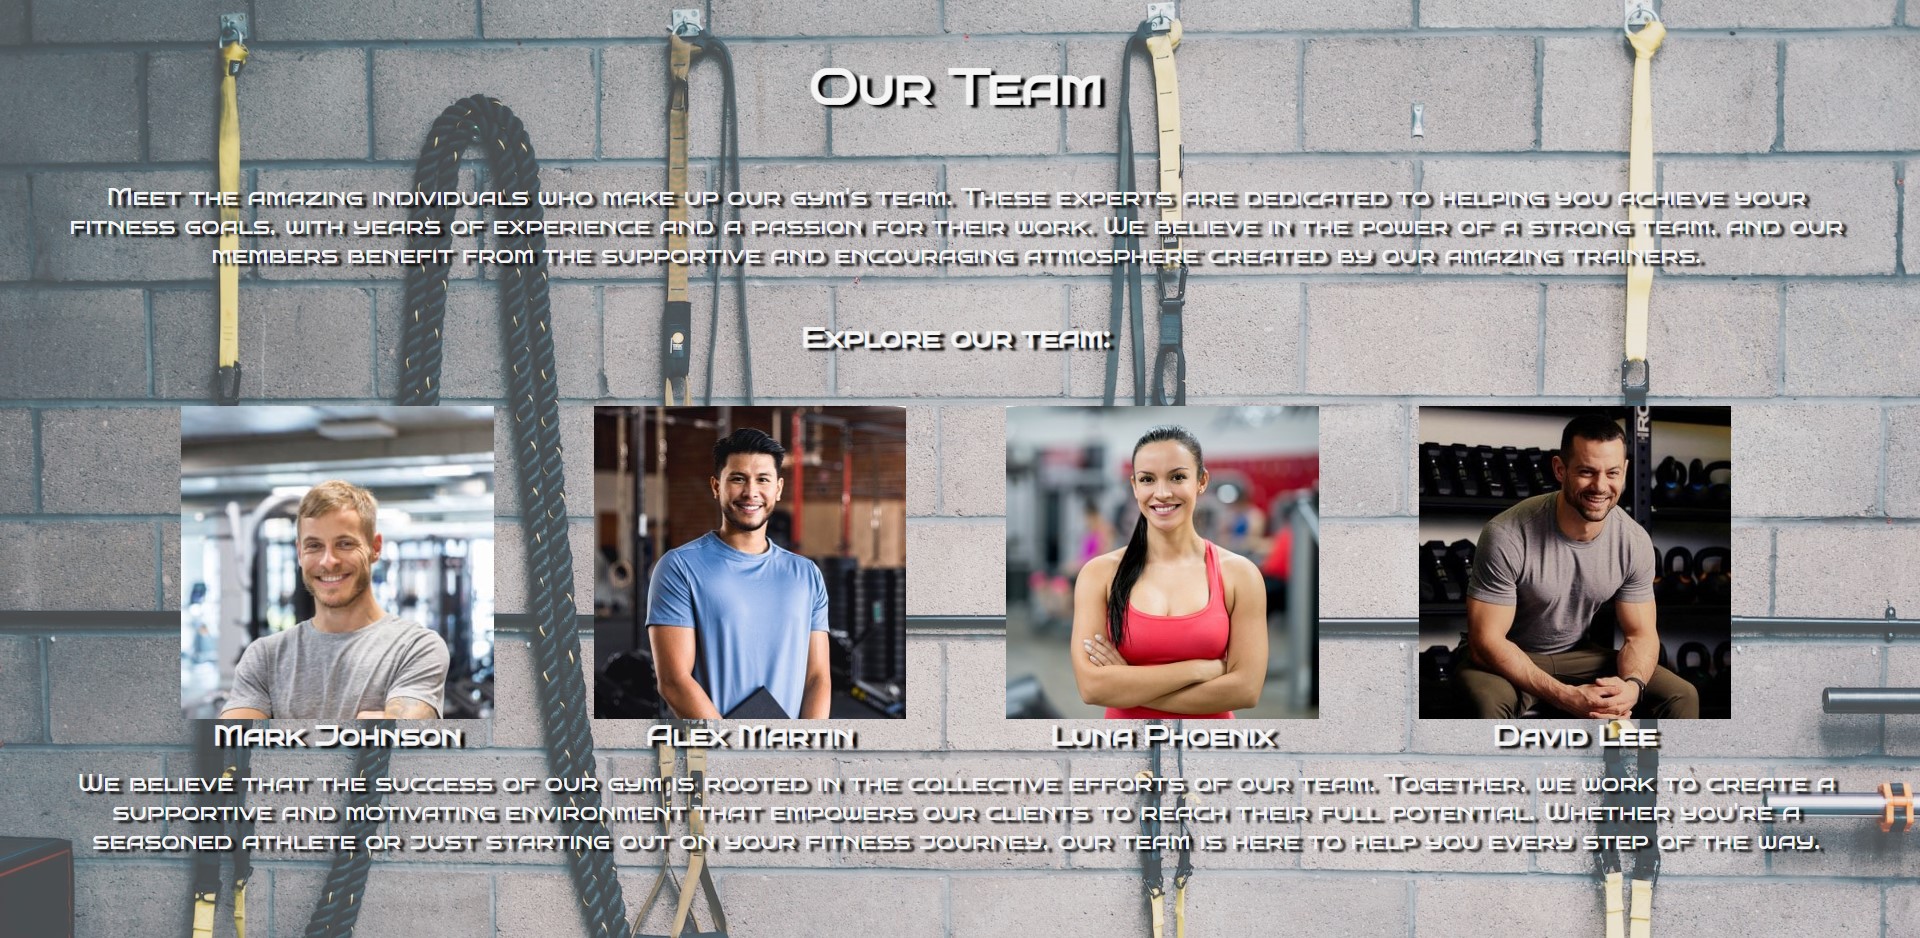 Our Team
Meet the amazing individuals who make up our gym's team. These experts are dedicated to helping you achieve your
fitness goals, with years of experience and a passion for their work. We believe in the power of a strong team, and our
members benefit from the supportive and encouraging atmosphere created by our amazing trainers.
Explore our team:
Mark Johnson
Alex Martin
Luna Phoenix
David Lee
We believe that the success of our gym is rooted in the collective efforts of our team. Together, we work to create a
supportive and motivating environment that empowers our clients to reach their full potential. Whether you're a
seasoned athlete or just starting out on your fitness journey, our team is here to help you every step of the way.